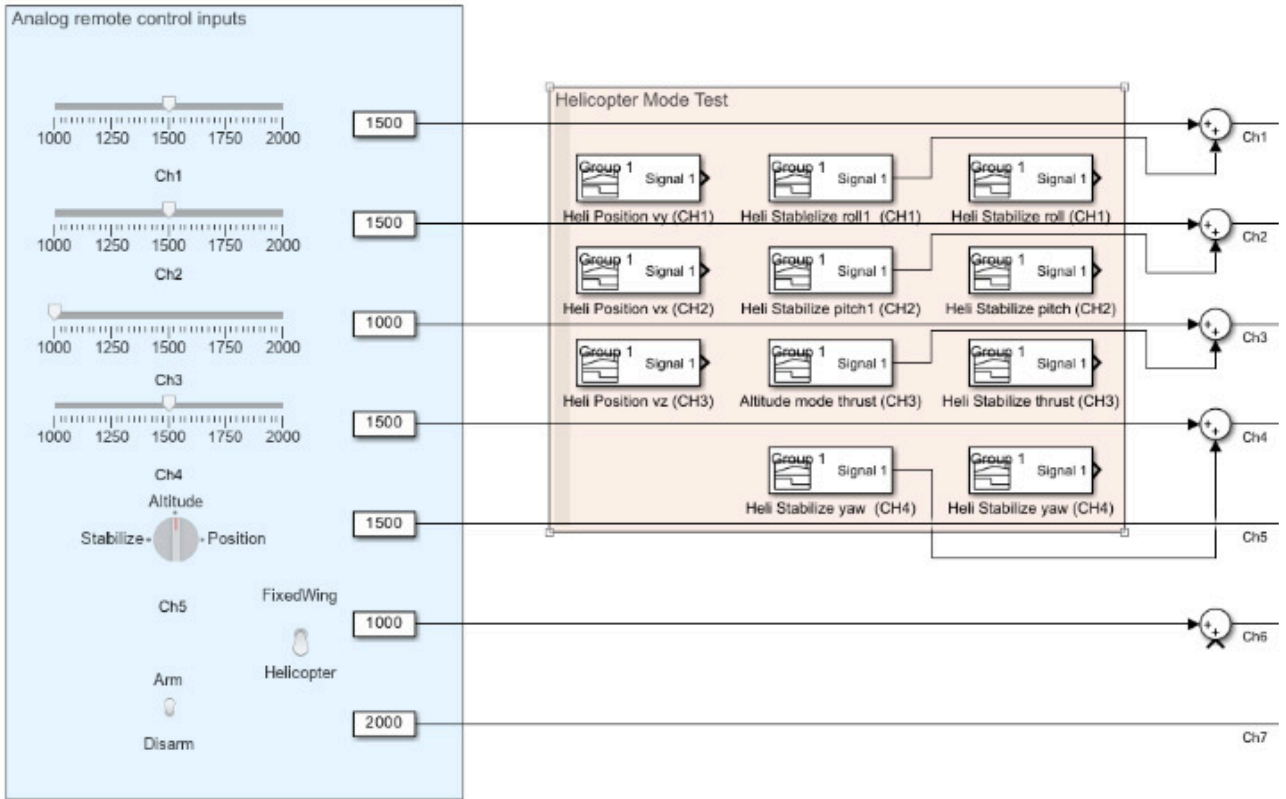 Analog remote control inputs
1000 1250 1500 1750 2000
Ch1
1500
Helicopter Mode Test
Ch1
Group 1 Signal 1
Group 1 Signal 1
Group 1 Signal 1
Heli Position vy (CH1)
Heli Stablelize roll1 (CH1)
Heli Stabilize roll (CH1)
1000 1250 1500 1750 2000
Ch2
1500
Ch2
Group 1 Signal 1
Group 1 Signal 1
Group 1 Signal 1
Heli Position vx (CH2)
Heli Stabilize pitch1 (CH2)
Heli Stabilize pitch (CH2)
1000 1250 1500 1750 2000
Ch3
1000
Ch3
Group 1 Signal 1
Group 1 Signal 1
Group 1 Signal 1
Heli Position vz (CH3)
Altitude mode thrust (CH3)
Heli Stabilize thrust (CH3)
1000 1250 1500 1750 2000
Ch4
1500
Ch4
Group 1 Signal 1
Group 1 Signal 1
Heli Stabilize yaw (CH4)
Heli Stabilize yaw (CH4)
Altitude
Stabilize
Position
Ch5
1500
Ch5
FixedWing
Helicopter
1000
Ch6
Arm
Disarm
2000
Ch7